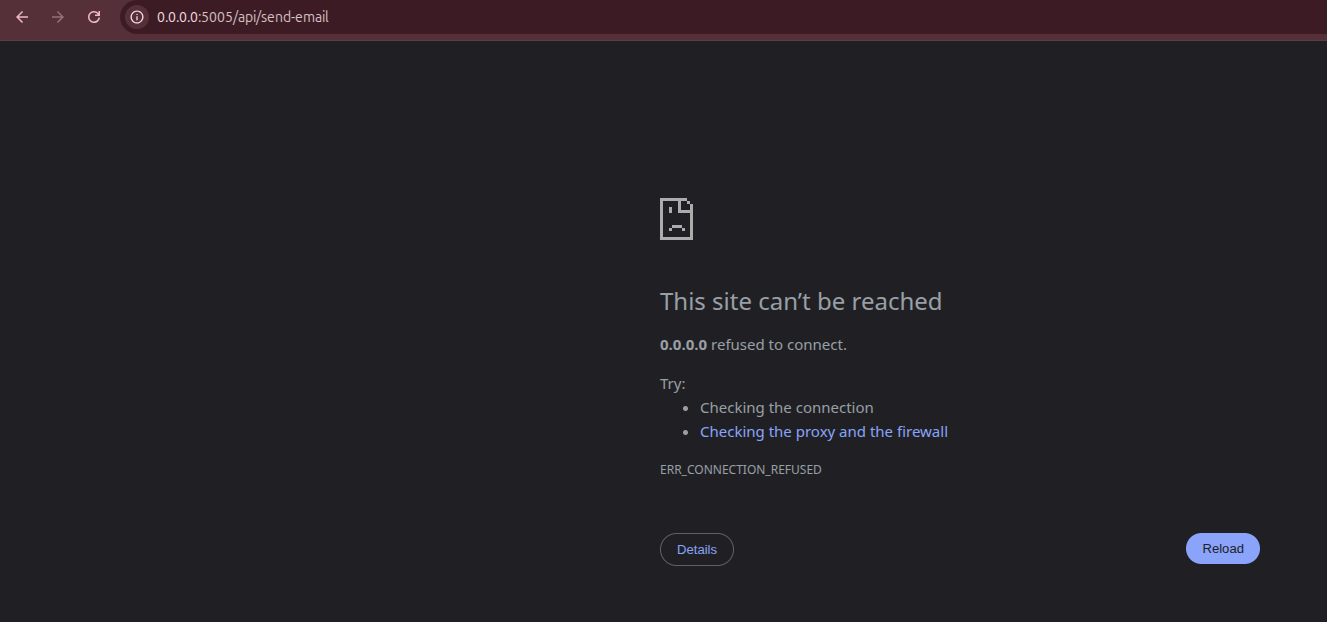 0.0.0.0:5005/api/send-email
This site can’t be reached
0.0.0.0 refused to connect.
Try:
• Checking the connection
• Checking the proxy and the firewall
ERR_CONNECTION_REFUSED
Details
Reload